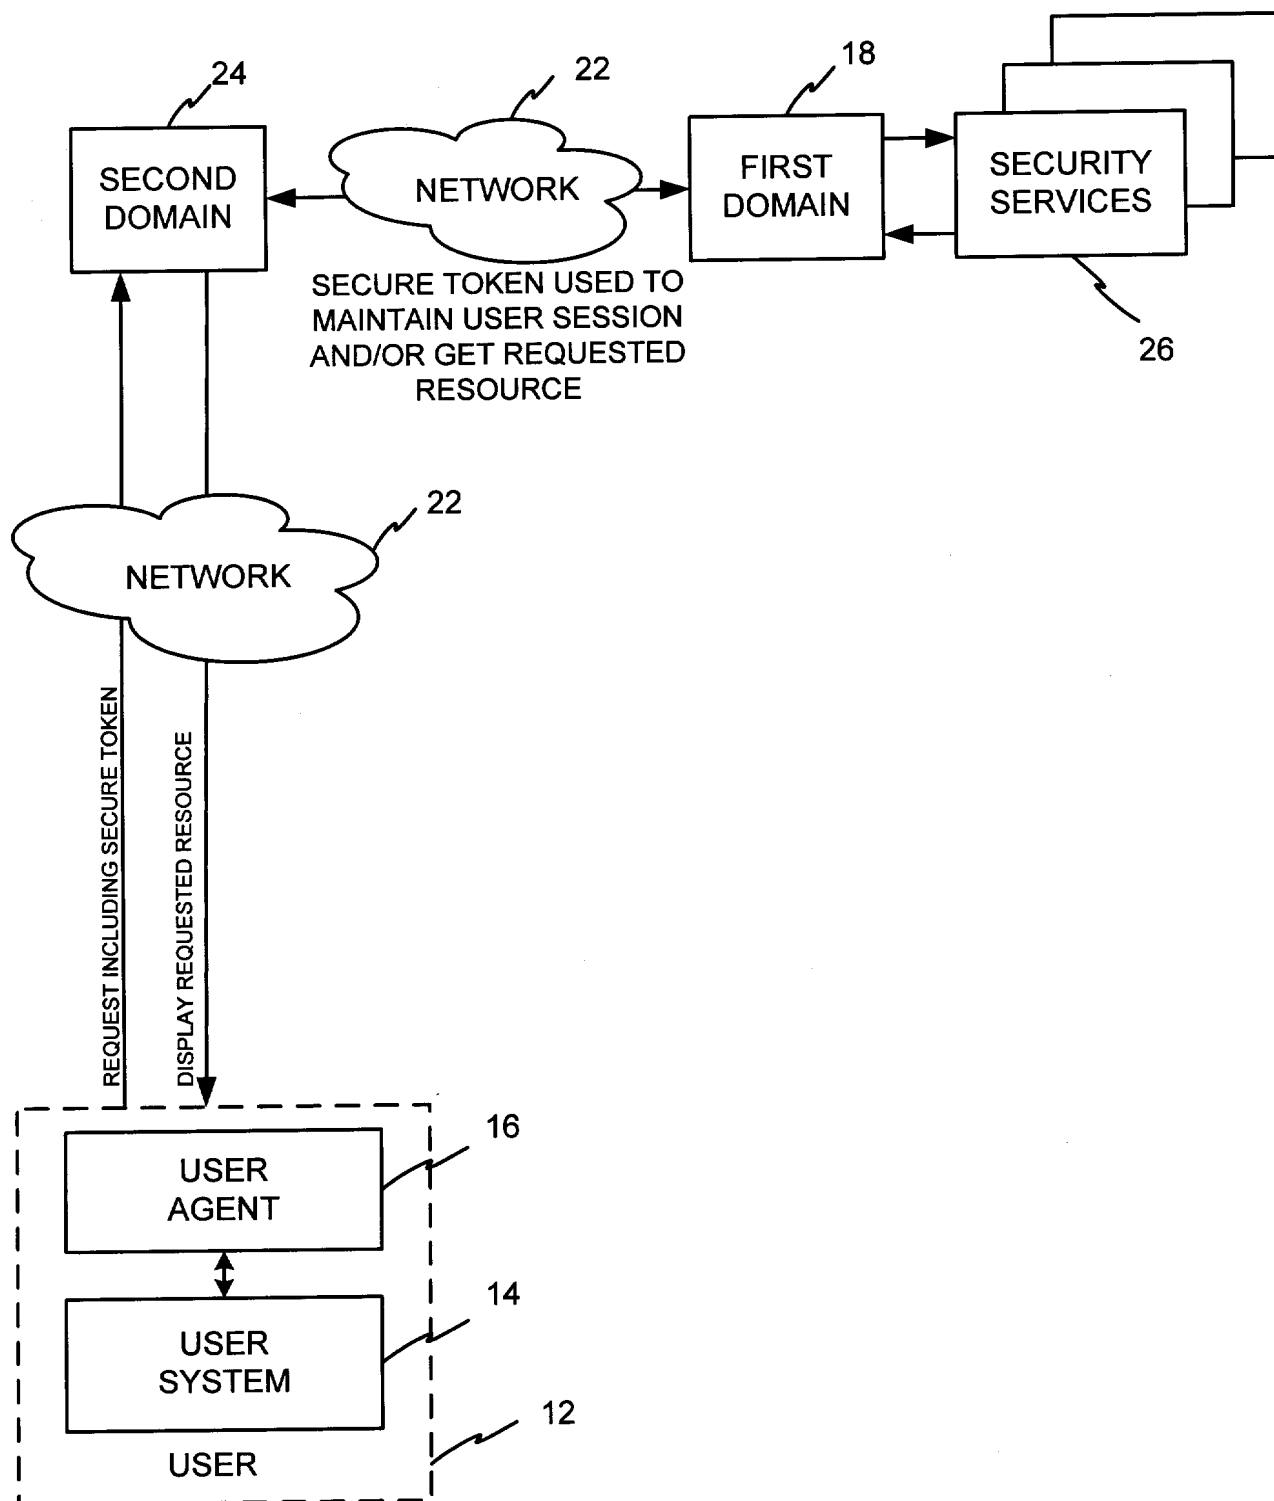 24
22
18
SECOND
DOMAIN
NETWORK
FIRST
DOMAIN
SECURITY
SERVICES
SECURE TOKEN USED TO
MAINTAIN USER SESSION
AND/OR GET REQUESTED
RESOURCE
26
22
NETWORK
REQUEST INCLUDING SECURE TOKEN
DISPLAY REQUESTED RESOURCE
16
USER
AGENT
14
USER
SYSTEM
12
USER